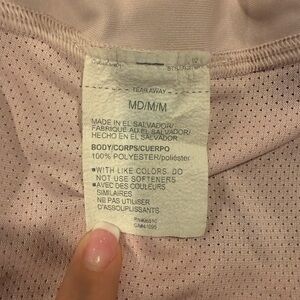 TEAR AWAY
MD/M/M
MADE IN EL SALVADOR/
FABRIQUÉ AU EL SALVADOR/
HECHO EN EL SALVADOR
BODY/CORPS/CUERPO
100% POLYESTER/poliéster
■WITH LIKE COLORS. DO
NOT USE SOFTENERS.
■AVEC DES COULEURS
SIMILAIRES
NE PAS UTILISER
D'ASSOUPLISSANTS